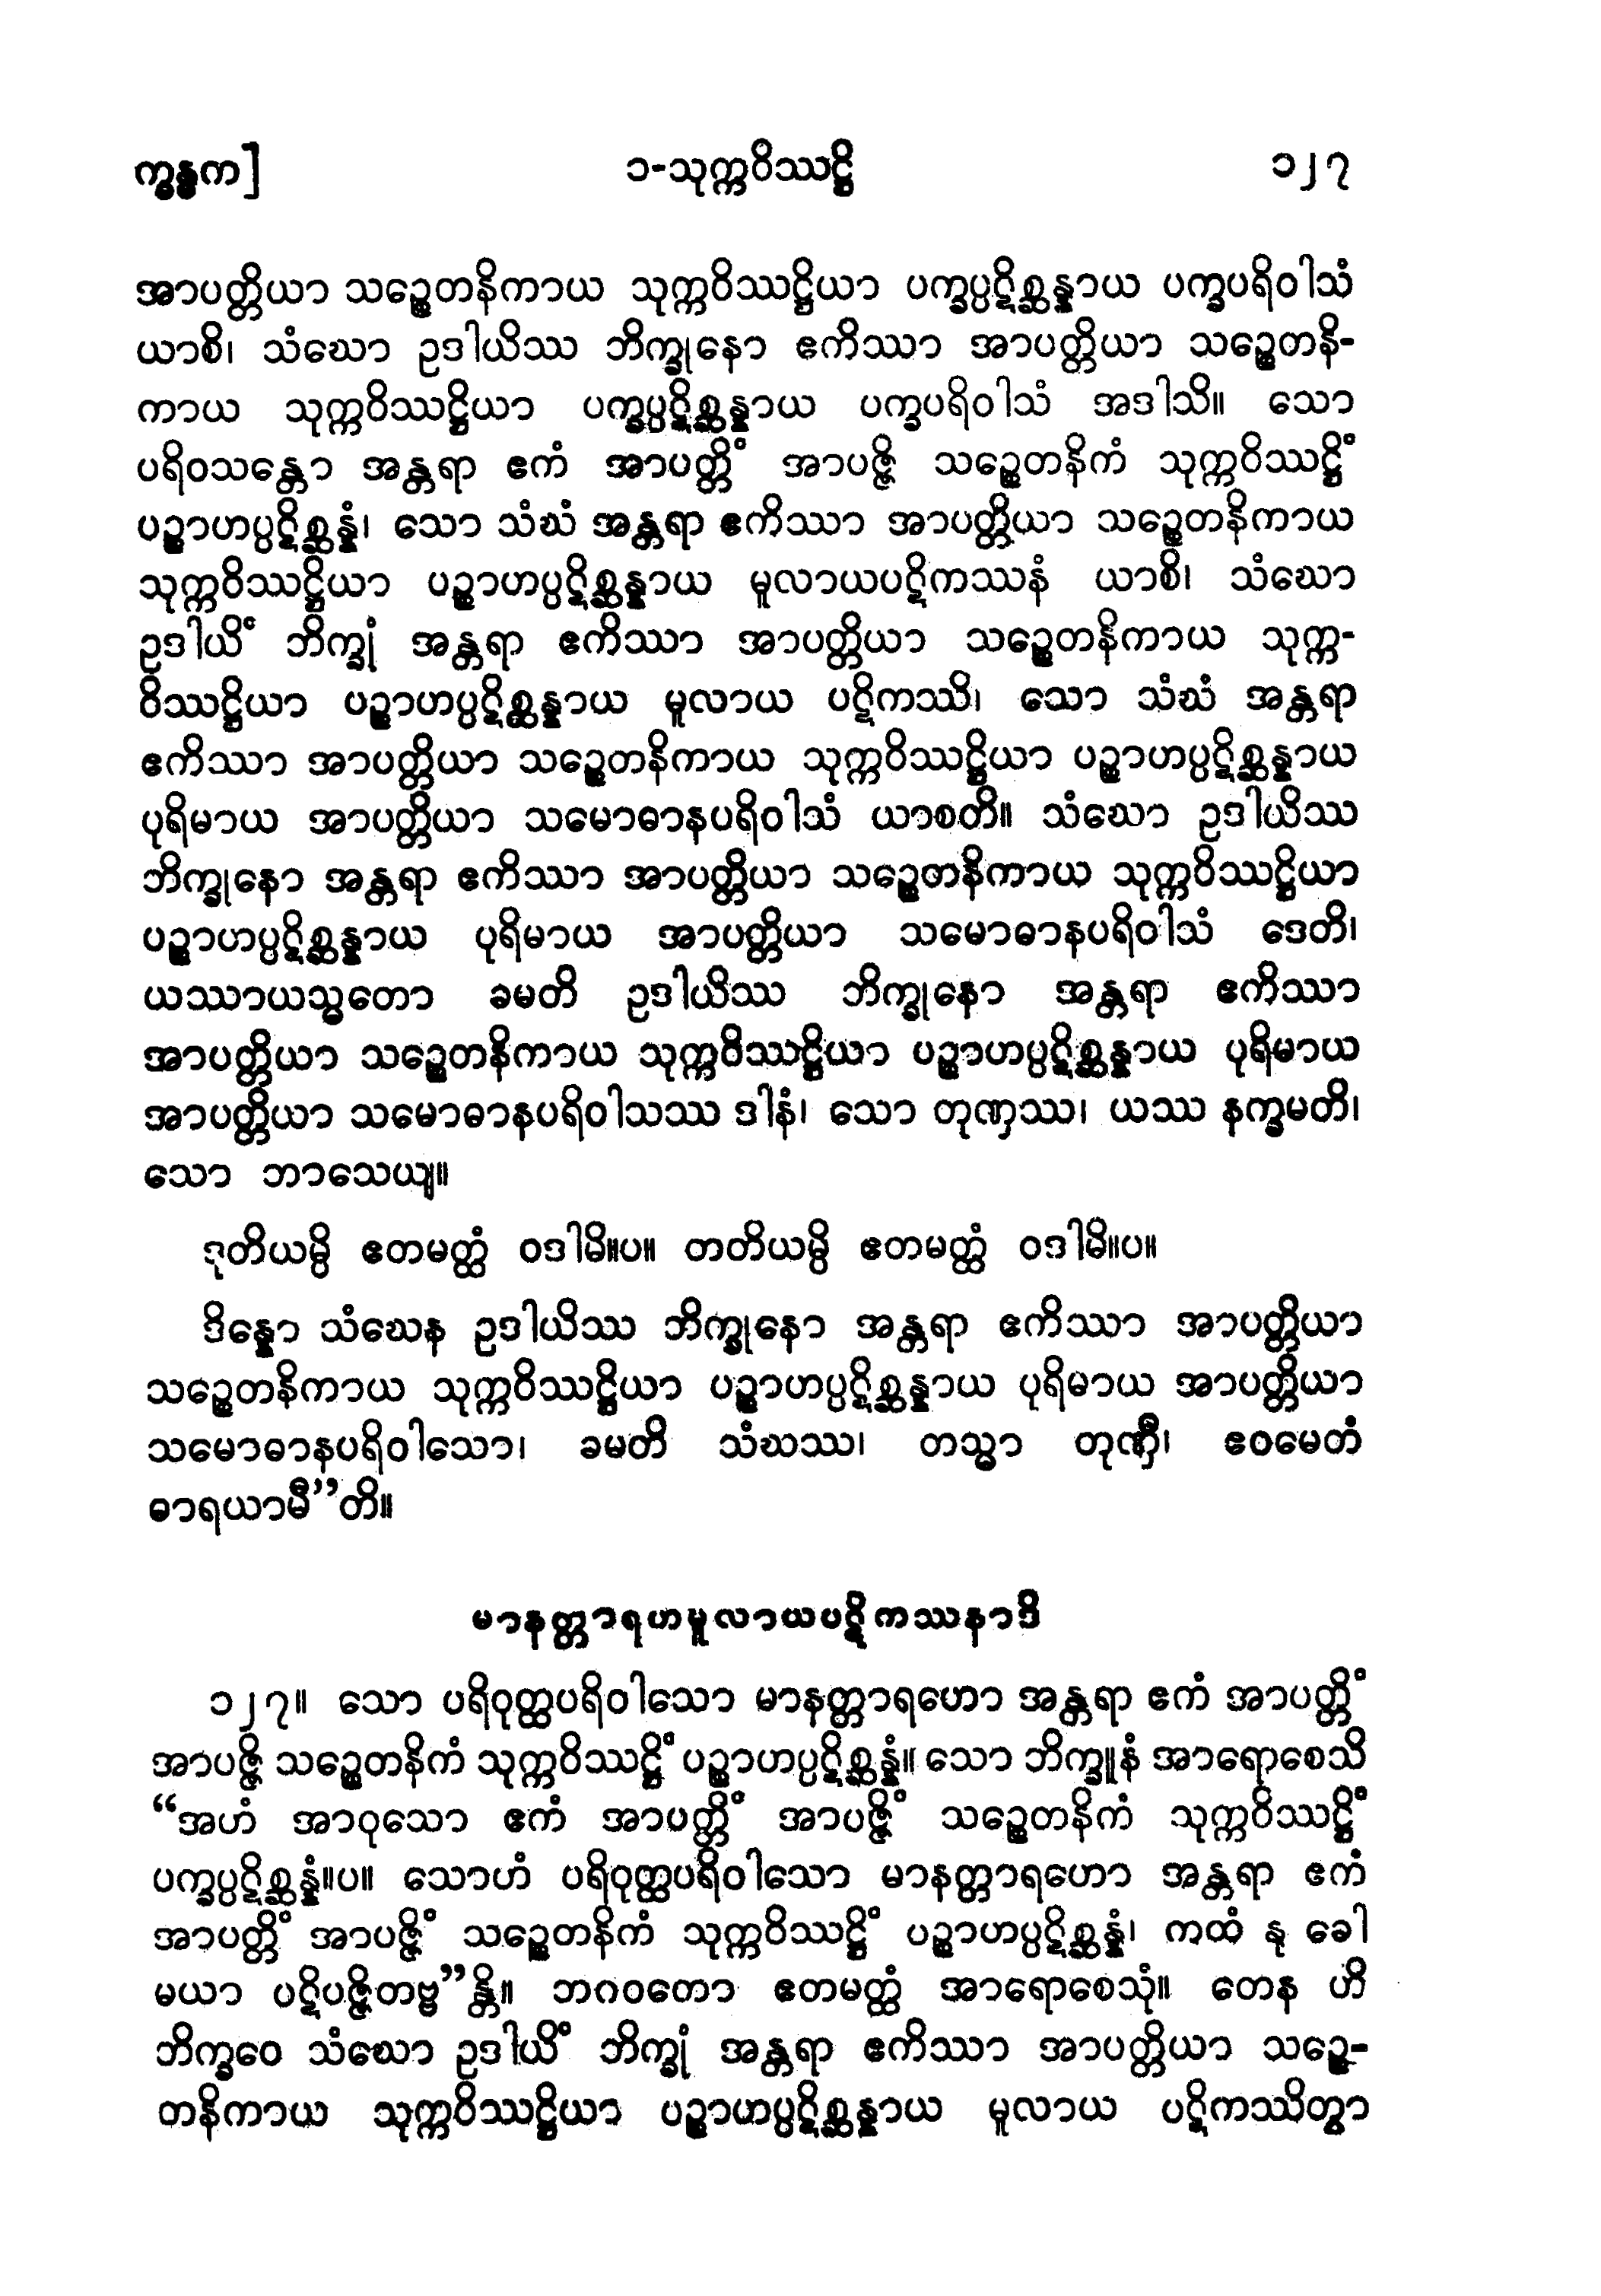 က္ခန္ဓက]
၁-သုက္ကဝိဿဋ္ဌိ
၁၂၇
အာပတ္တိယာ သဉ္စေတနိကာယ သုက္ကဝိဿဋ္ဌိယာ ပက္ခပ္ပဋိစ္ဆန္နာယ ပက္ခပရိဝါသံ
ယာစိ၊ သံဃော ဥဒါယိဿ ဘိက္ခုနော ဧကိဿာ အာပတ္တိယာ သဉ္စေတနိ-
ကာယ သုက္ကဝိဿဋ္ဌိယာ ပက္ခပ္ပဋိစ္ဆန္နာယ ပက္ခပရိဝါသံ အဒါသိ။ သော
ပရိဝသန္တော အန္တရာ ဧကံ အာပတ္တိံ အာပဇ္ဇိ သဉ္စေတနိကံ သုက္ကဝိဿဋ္ဌိံ
ပဉ္စာဟပ္ပဋိစ္ဆန္နံ၊ သော သံဃံ အန္တရာ ဧကိဿာ အာပတ္တိယာ သဉ္စေတနိကာယ
သုက္ကဝိဿဋ္ဌိယာ ပဉ္စာဟပ္ပဋိစ္ဆန္နာယ မူလာယပဋိကဿနံ ယာစိ၊ သံဃော
ဥဒါယိံ ဘိက္ခုံ အန္တရာ ဧကိဿာ အာပတ္တိယာ သဉ္စေတနိကာယ သုက္က-
ဝိဿဋ္ဌိယာ ပဉ္စာဟပ္ပဋိစ္ဆန္နာယ မူလာယ ပဋိကဿိ၊ သော သံဃံ အန္တရာ
ဧကိဿာ အာပတ္တိယာ သဉ္စေတနိကာယ သုက္ကဝိဿဋ္ဌိယာ ပဉ္စာဟပ္ပဋိစ္ဆန္နာယ
ပုရိမာယ အာပတ္တိယာ သမောဓာနပရိဝါသံ ယာစတိ။ သံဃော ဥဒါယိဿ
ဘိက္ခုနော အန္တရာ ဧကိဿာ အာပတ္တိယာ သဉ္စေတနိကာယ သုက္ကဝိဿဋ္ဌိယာ
ပဉ္စာဟပ္ပဋိစ္ဆန္နာယ ပုရိမာယ အာပတ္တိယာ သမောဓာနပရိဝါသံ ဒေတိ၊
ယဿာယသ္မတော ခမတိ ဥဒါယိဿ ဘိက္ခုနော အန္တရာ ဧကိဿာ
အာပတ္တိယာ သဉ္စေတနိကာယ သုက္ကဝိဿဋ္ဌိယာ ပဉ္စာဟပ္ပဋိစ္ဆန္နာယ ပုရိမာယ
အာပတ္တိယာ သမောဓာနပရိဝါသဿ ဒါနံ၊ သော တုဏှဿ၊ ယဿ နက္ခမတိ၊
သော ဘာသေယျ။
ဒုတိယမ္ပိ ဧတမတ္ထံ ဝဒါမိ။ပ။ တတိယမ္ပိ ဧတမတ္ထံ ဝဒါမိ။ပ။
ဒိန္နော သံဃေန ဥဒါယိဿ ဘိက္ခုနော အန္တရာ ဧကိဿာ အာပတ္တိယာ
သဉ္စေတနိကာယ သုက္ကဝိဿဋ္ဌိယာ ပဉ္စာဟပ္ပဋိစ္ဆန္နာယ ပုရိမာယ အာပတ္တိယာ
သမောဓာနပရိဝါသော၊ ခမတိ သံဃဿ၊ တသ္မာ တုဏှီ၊ ဧဝမေတံ
ဓာရယာမီ”တိ။
မာနတ္တာရဟမူလာယပဋိကဿနာဒိ
၁၂၇။ သော ပရိဝုတ္ထပရိဝါသော မာနတ္တာရဟော အန္တရာ ဧကံ အာပတ္တိံ
အာပဇ္ဇိ သဉ္စေတနိကံ သုက္ကဝိဿဋ္ဌိံ ပဉ္စာဟပ္ပဋိစ္ဆန္နံ။ သော ဘိက္ခူနံ အာရောစေသိ
“အဟံ အာဝုသော ဧကံ အာပတ္တိံ အာပဇ္ဇိံ သဉ္စေတနိကံ သုက္ကဝိဿဋ္ဌိံ
ပက္ခပ္ပဋိစ္ဆန္နံ။ပ။ သောဟံ ပရိဝုတ္ထပရိဝါသော မာနတ္တာရဟော အန္တရာ ဧကံ
အာပတ္တိံ အာပဇ္ဇိံ သဉ္စေတနိကံ သုက္ကဝိဿဋ္ဌိံ ပဉ္စာဟပ္ပဋိစ္ဆန္နံ၊ ကထံ နု ခေါ
မယာ ပဋိပဇ္ဇိတဗ္ဗ”န္တိ။ ဘဂဝတော ဧတမတ္ထံ အာရောစေသုံ။ တေန ဟိ
ဘိက္ခဝေ သံဃော ဥဒါယိံ ဘိက္ခုံ အန္တရာ ဧကိဿာ အာပတ္တိယာ သဉ္စေ-
တနိကာယ သုက္ကဝိဿဋ္ဌိယာ ပဉ္စာဟပ္ပဋိစ္ဆန္နာယ မူလာယ ပဋိကဿိတွာ